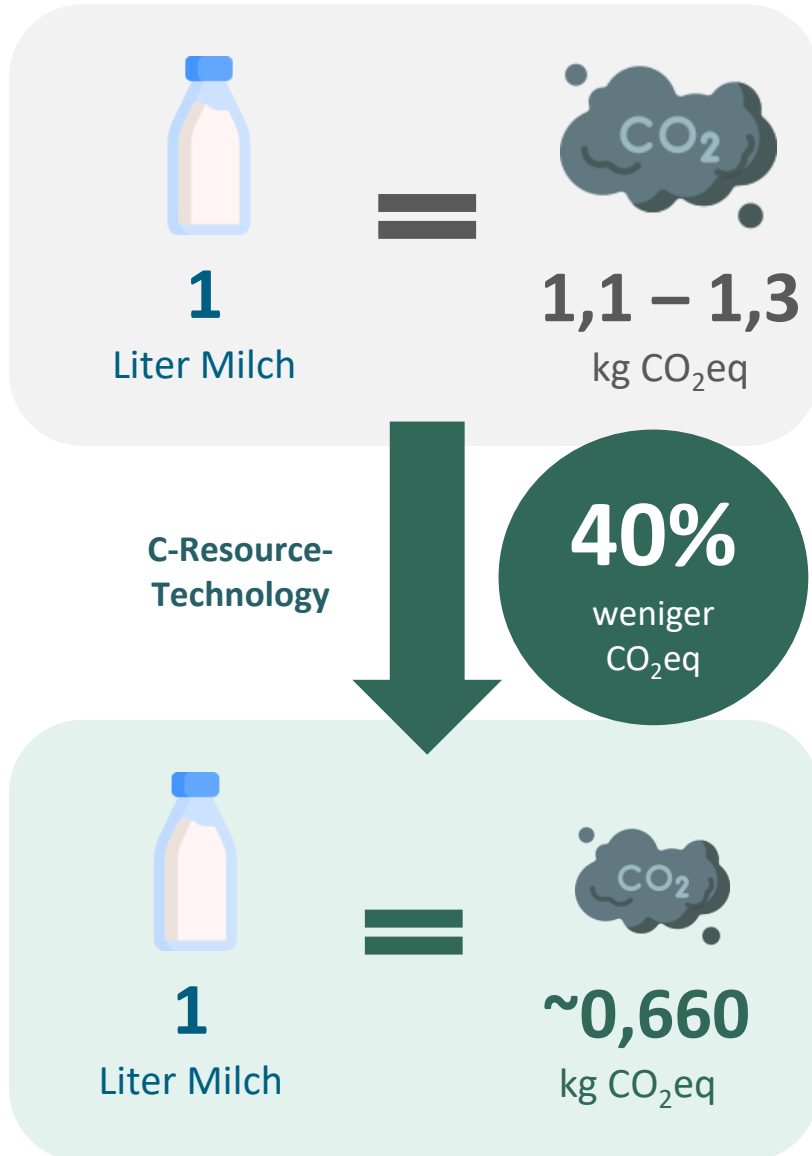 CO₂
1
Liter Milch
1,1 – 1,3
kg CO₂eq
C-Resource-
Technology
40%
weniger
CO₂eq
CO₂
1
Liter Milch
~0,660
kg CO₂eq